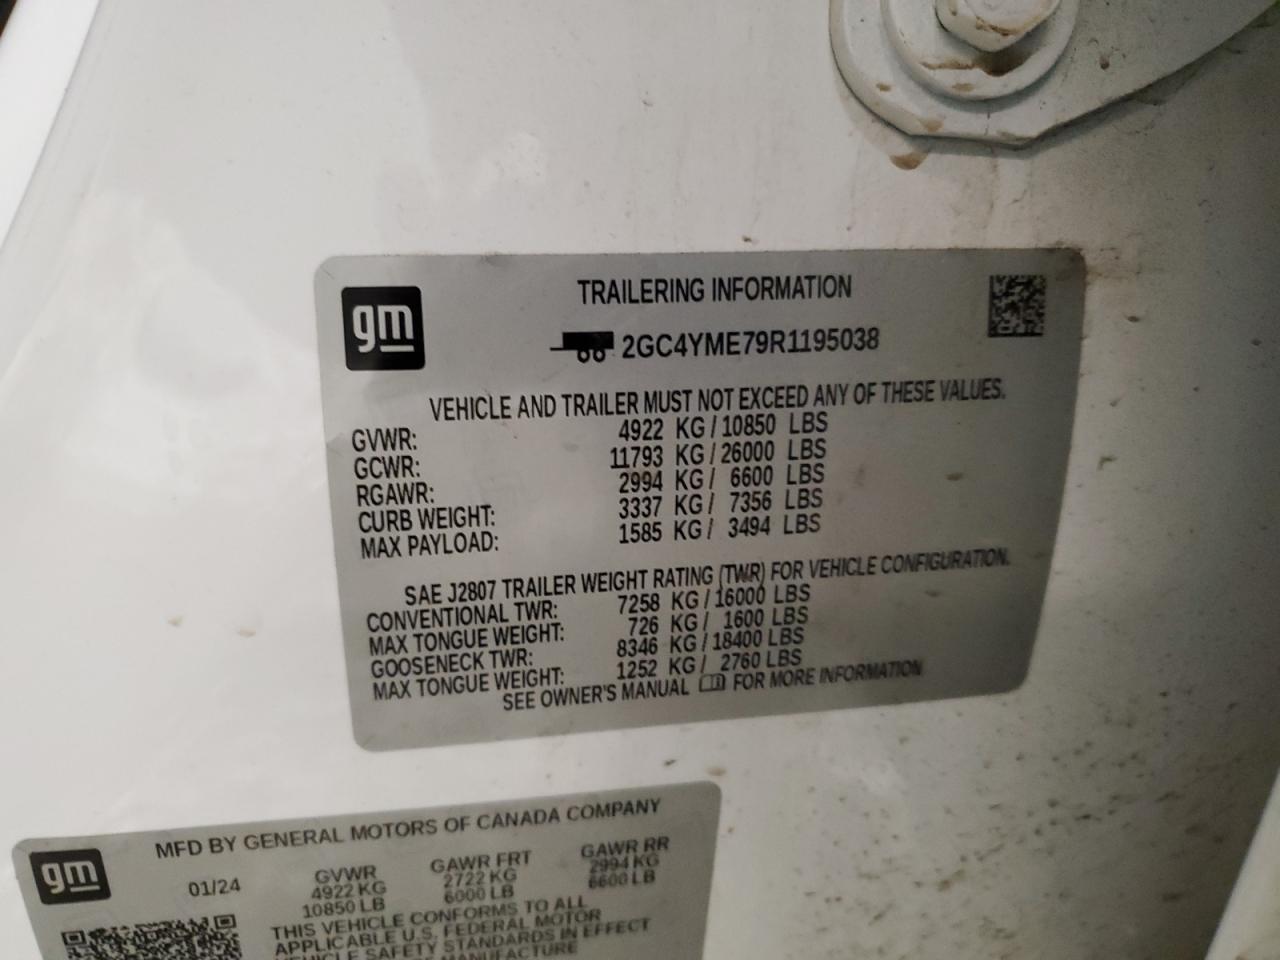 gm
TRAILERING INFORMATION
2GC4YME79R1195038
VEHICLE AND TRAILER MUST NOT EXCEED ANY OF THESE VALUES.
GVWR: 4922 KG/10850 LBS
GCWR: 11793 KG/26000 LBS
RGAWR: 2994 KG/ 6600 LBS
CURB WEIGHT: 3337 KG/ 7356 LBS
MAX PAYLOAD: 1585 KG/ 3494 LBS
SAE J2807 TRAILER WEIGHT RATING (TWR) FOR VEHICLE CONFIGURATION.
CONVENTIONAL TWR: 7258 KG/16000 LBS
MAX TONGUE WEIGHT: 726 KG/ 1600 LBS
GOOSENECK TWR: 8346 KG/18400 LBS
MAX TONGUE WEIGHT: 1252 KG/ 2760 LBS
SEE OWNER'S MANUAL FOR MORE INFORMATION
gm
MFD BY GENERAL MOTORS OF CANADA COMPANY
01/24
GVWR GAWR FRT GAWR RR
4922 KG 2722 KG 2994 KG
10850 LB 6000 LB 6600 LB
THIS VEHICLE CONFORMS TO ALL
APPLICABLE U.S. FEDERAL MOTOR
VEHICLE SAFETY STANDARDS IN EFFECT
MANUFACTURE